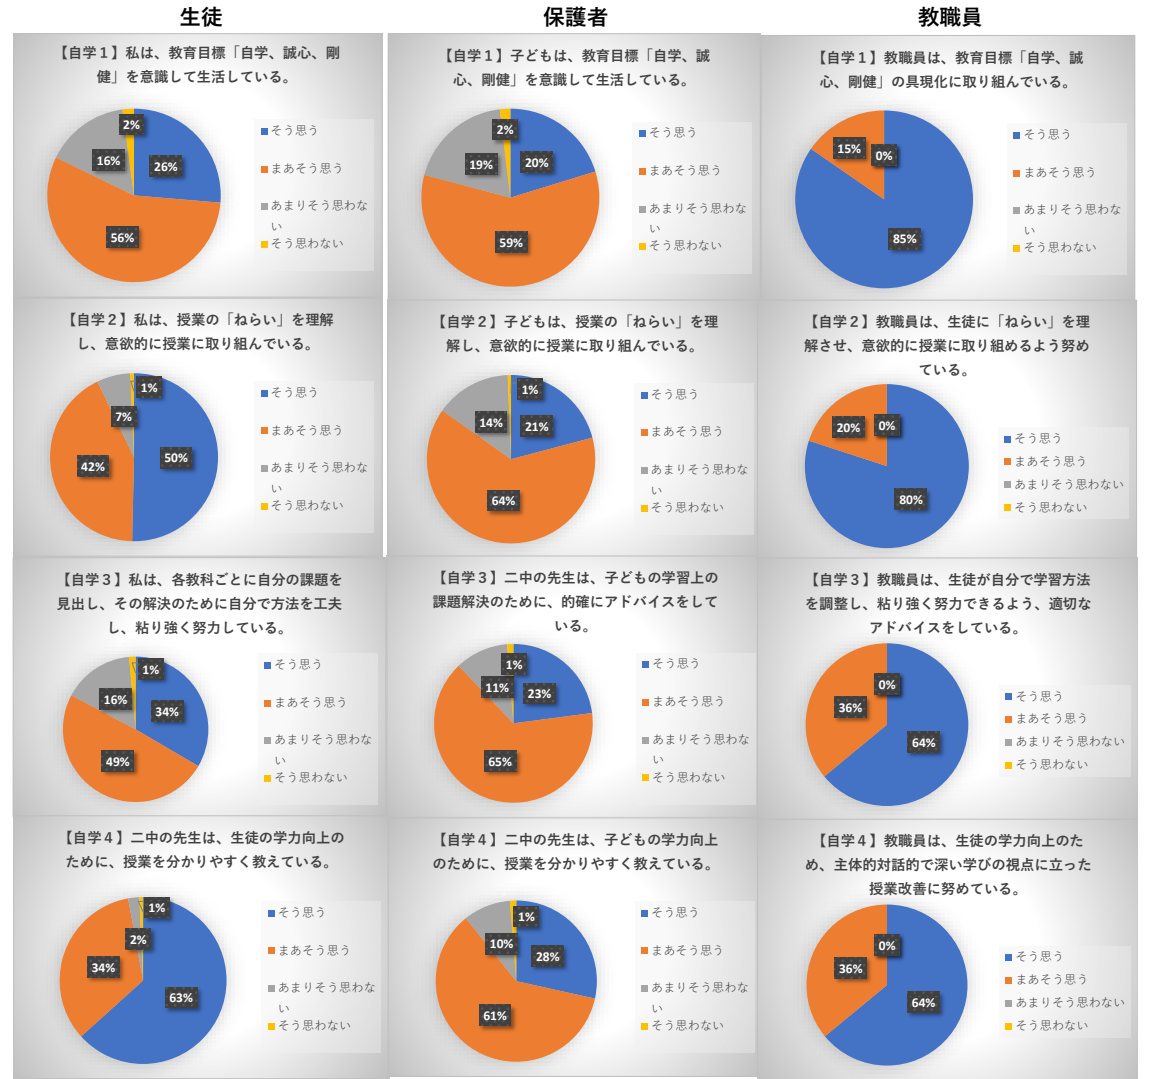 生徒
保護者
教職員
【自学１】私は、教育目標「自学、誠心、剛
健」を意識して生活している。
2%
16%
26%
56%
そう思う
まあそう思う
あまりそう思わな
い
そう思わない
【自学１】子どもは、教育目標「自学、誠
心、剛健」を意識して生活している。
2%
19%
20%
59%
そう思う
まあそう思う
あまりそう思わな
い
そう思わない
【自学１】教職員は、教育目標「自学、誠
心、剛健」の具現化に取り組んでいる。
15%
0%
85%
そう思う
まあそう思う
あまりそう思わな
い
そう思わない
【自学２】私は、授業の「ねらい」を理解
し、意欲的に授業に取り組んでいる。
1%
7%
42%
50%
そう思う
まあそう思う
あまりそう思わな
い
そう思わない
【自学２】子どもは、授業の「ねらい」を理
解し、意欲的に授業に取り組んでいる。
1%
14%
21%
64%
そう思う
まあそう思う
あまりそう思わな
い
そう思わない
【自学２】教職員は、生徒に「ねらい」を理
解させ、意欲的に授業に取り組めるよう努め
ている。
20%
0%
80%
そう思う
まあそう思う
あまりそう思わない
そう思わない
【自学３】私は、各教科ごとに自分の課題を
見出し、その解決のために自分で方法を工夫
し、粘り強く努力している。
1%
16%
34%
49%
そう思う
まあそう思う
あまりそう思わな
い
そう思わない
【自学３】二中の先生は、子どもの学習上の
課題解決のために、的確にアドバイスをして
いる。
1%
11%
23%
65%
そう思う
まあそう思う
あまりそう思わな
い
そう思わない
【自学３】教職員は、生徒が自分で学習方法
を調整し、粘り強く努力できるよう、適切な
アドバイスをしている。
0%
36%
64%
そう思う
まあそう思う
あまりそう思わない
そう思わない
【自学４】二中の先生は、生徒の学力向上の
ために、授業を分かりやすく教えている。
1%
2%
34%
63%
そう思う
まあそう思う
あまりそう思わな
い
そう思わない
【自学４】二中の先生は、子どもの学力向上
のために、授業を分かりやすく教えている。
1%
10%
28%
61%
そう思う
まあそう思う
あまりそう思わな
い
そう思わない
【自学４】教職員は、生徒の学力向上のた
め、主体的対話的で深い学びの視点に立った
授業改善に努めている。
0%
36%
64%
そう思う
まあそう思う
あまりそう思わない
そう思わない